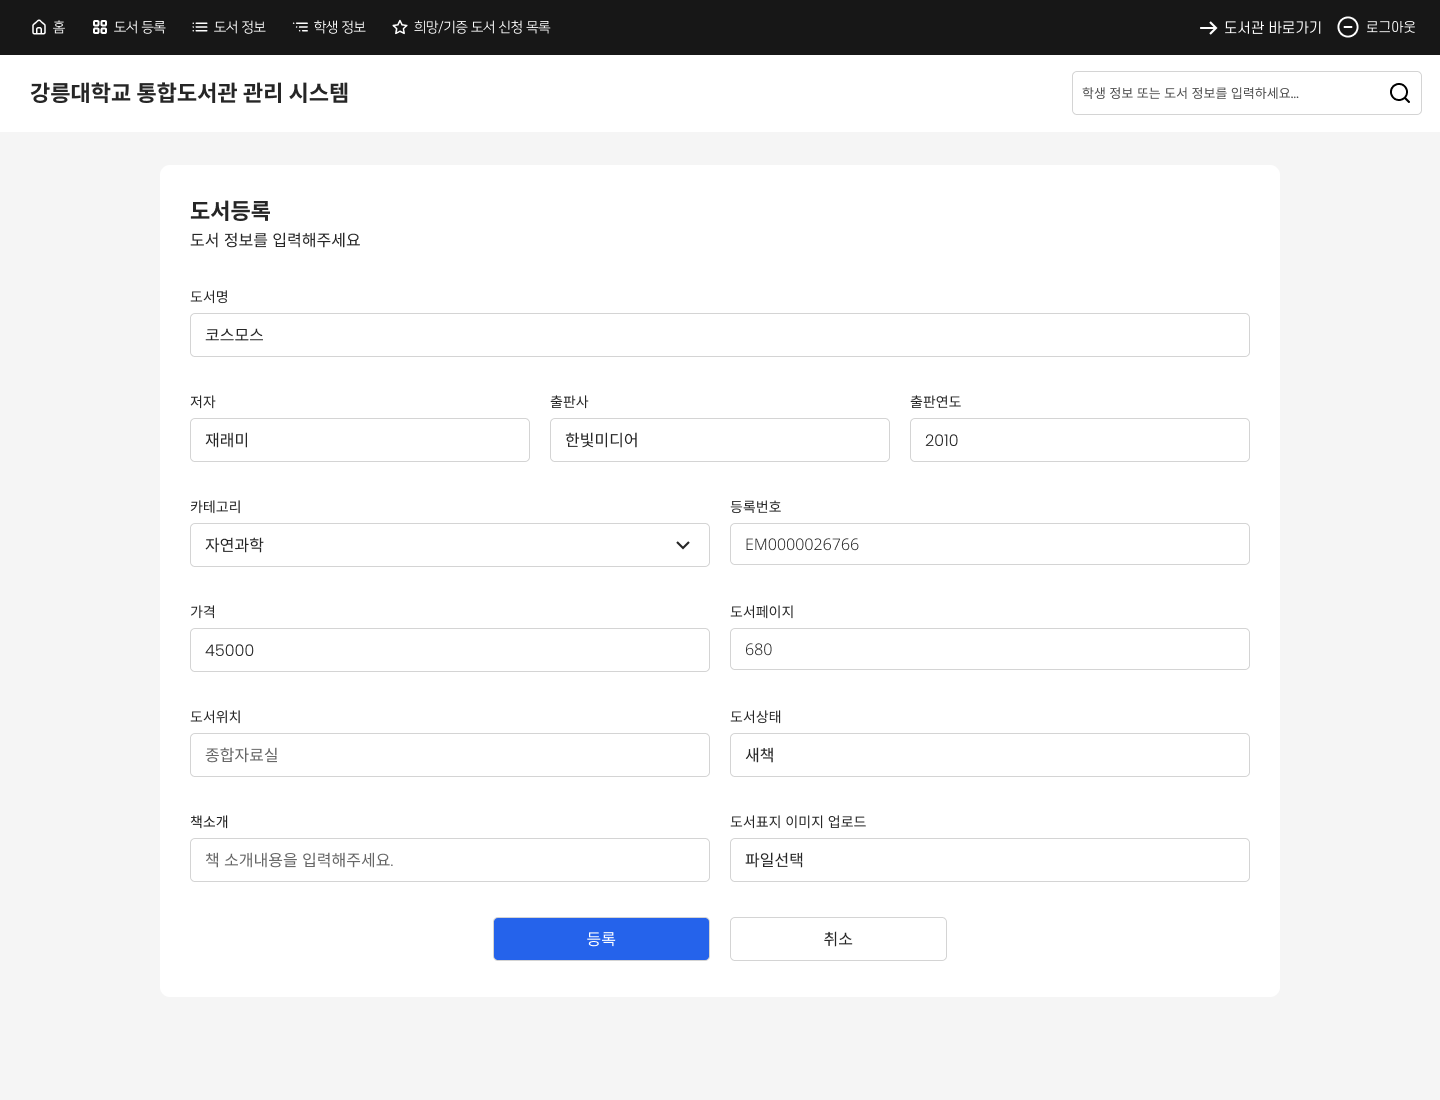 홈 도서 등록 도서 정보 학생 정보 희망/기증 도서 신청 목록 도서관 바로가기 로그아웃
강릉대학교 통합도서관 관리 시스템
학생 정보 또는 도서 정보를 입력하세요...
도서등록
도서 정보를 입력해주세요
도서명
코스모스
저자 출판사 출판연도
재래미 한빛미디어 2010
카테고리 등록번호
자연과학 EM0000026766
가격 도서페이지
45000 680
도서위치 도서상태
종합자료실 새책
책소개 도서표지 이미지 업로드
책 소개내용을 입력해주세요. 파일선택
등록 취소